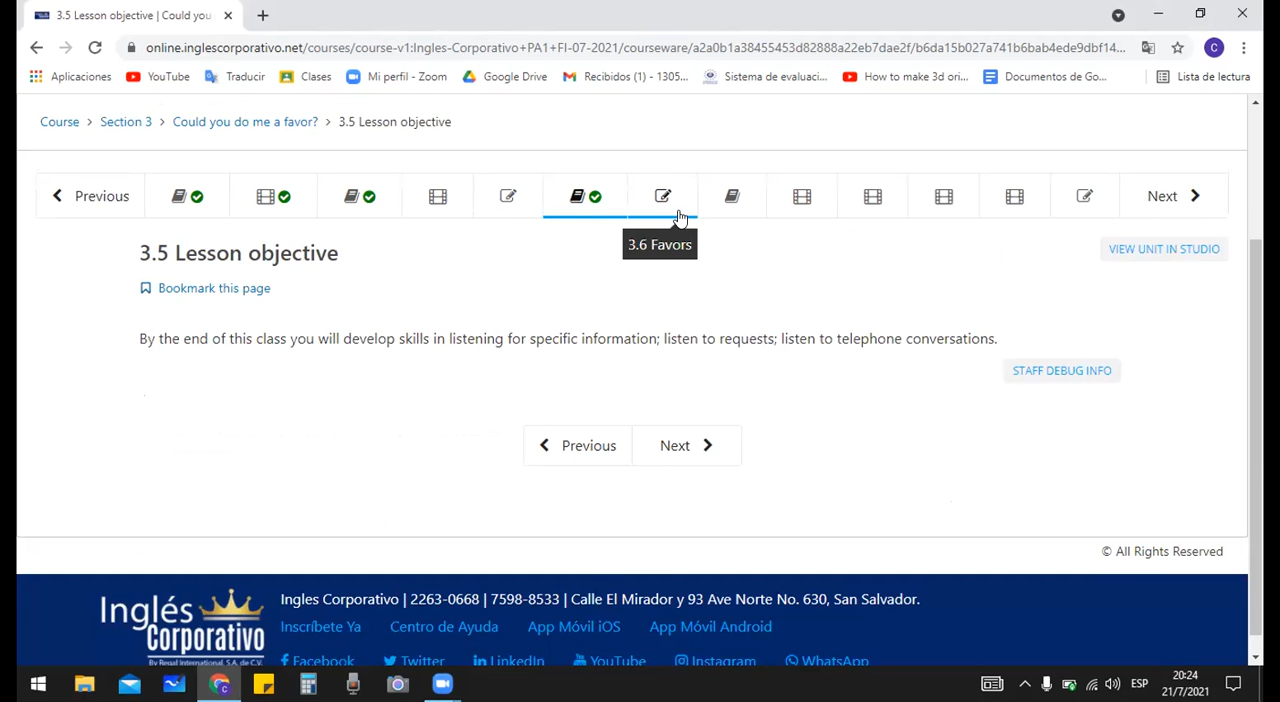 3.5 Lesson objective | Could you
online.inglescorporativo.net/courses/course-v1:Ingles-Corporativo+PA1+FI-07-2021/courseware/a2a0b1a38455453d82888a22eb7dae2f/b6da15b027a741b6bab4ede9dbf14...
Aplicaciones YouTube Traducir Clases Mi perfil - Zoom Google Drive Recibidos (1) - 1305... Sistema de evaluaci... How to make 3d ori... Documentos de Go... Lista de lectura
Course > Section 3 > Could you do me a favor? > 3.5 Lesson objective
Previous Next
3.6 Favors
3.5 Lesson objective
VIEW UNIT IN STUDIO
Bookmark this page
By the end of this class you will develop skills in listening for specific information; listen to requests; listen to telephone conversations.
STAFF DEBUG INFO
Previous Next
© All Rights Reserved
Inglés Corporativo
By Resal International, S.A. de C.V.
Ingles Corporativo | 2263-0668 | 7598-8533 | Calle El Mirador y 93 Ave Norte No. 630, San Salvador.
Inscríbete Ya Centro de Ayuda App Móvil iOS App Móvil Android
Facebook Twitter LinkedIn YouTube Instagram WhatsApp
ESP
20:24
21/7/2021